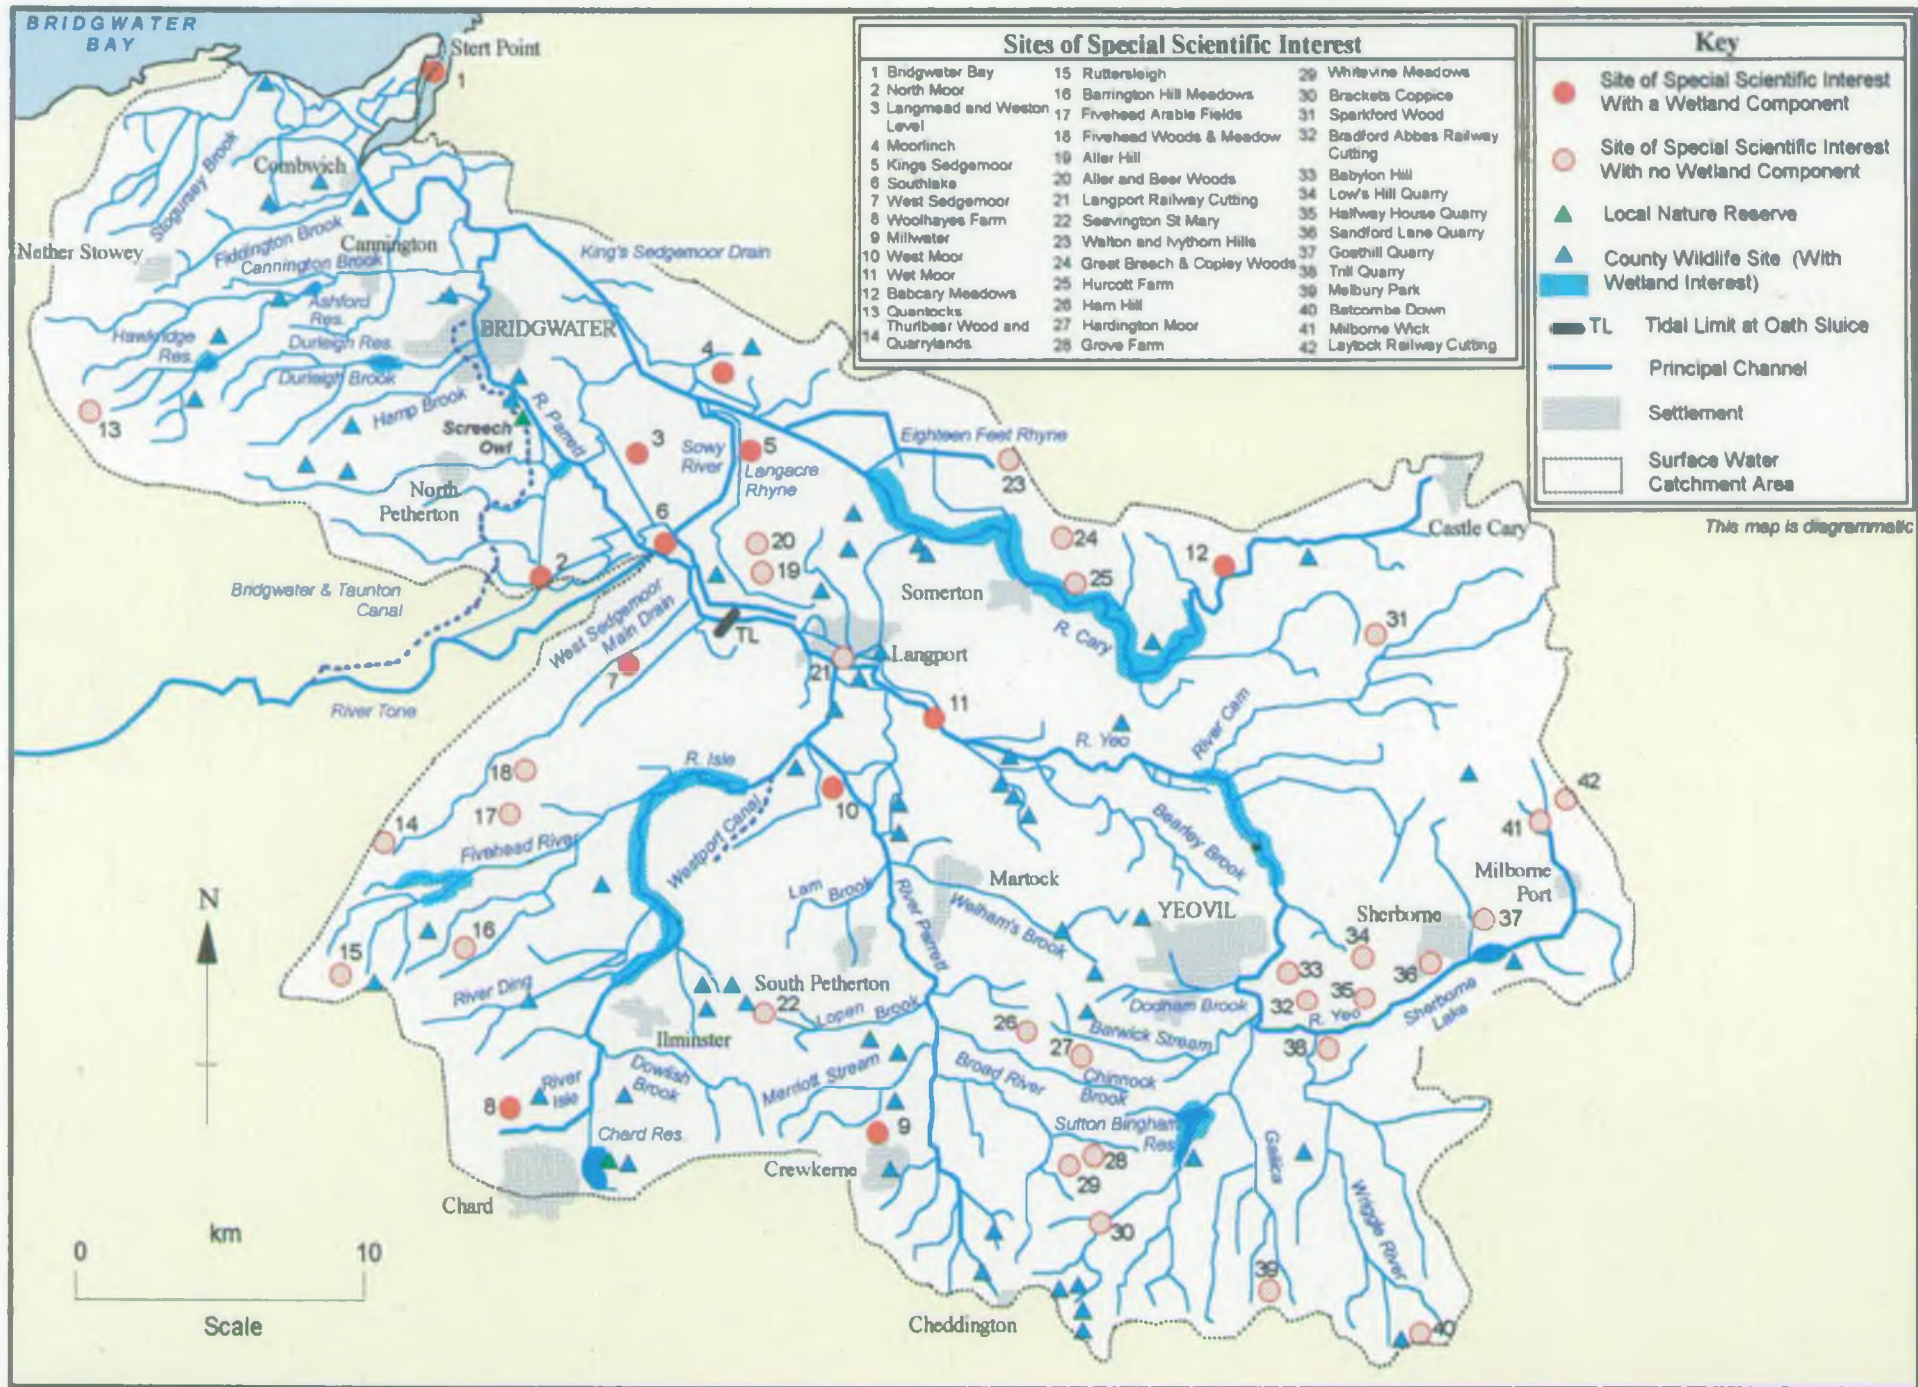 BRIDGWATER
BAY
Stert Point
1
Sites of Special Scientific Interest
1 Bridgwater Bay
2 North Moor
3 Langmead and Weston
Level
4 Moorlinch
5 Kings Sedgemoor
6 Southlake
7 West Sedgemoor
8 Woolhayes Farm
9 Millwater
10 West Moor
11 Wet Moor
12 Babcary Meadows
13 Quantocks
14 Thurlbear Wood and
Quarrylands
15 Ruttersleigh
16 Barrington Hill Meadows
17 Fivehead Arable Fields
18 Fivehead Woods & Meadow
19 Aller Hill
20 Aller and Beer Woods
21 Langport Railway Cutting
22 Seavington St Mary
23 Walton and Ivythorn Hills
24 Great Breech & Copley Woods
25 Hurcott Farm
26 Ham Hill
27 Hardington Moor
28 Grove Farm
29 Whitevine Meadows
30 Brackets Coppice
31 Sparkford Wood
32 Bradford Abbas Railway
Cutting
33 Babylon Hill
34 Low's Hill Quarry
35 Halfway House Quarry
36 Sandford Lane Quarry
37 Goathill Quarry
38 Trill Quarry
39 Melbury Park
40 Batcombe Down
41 Milborne Wick
42 Laytock Railway Cutting
Key
Site of Special Scientific Interest
With a Wetland Component
Site of Special Scientific Interest
With no Wetland Component
Local Nature Reserve
County Wildlife Site (With
Wetland Interest)
TL Tidal Limit at Oath Sluice
Principal Channel
Settlement
Surface Water
Catchment Area
This map is diagrammatic
Combwich
Stogursey Brook
Nether Stowey
Fiddington Brook
Cannington
Cannington Brook
King's Sedgemoor Drain
Ashford
Res.
BRIDGWATER
Hawkridge
Res.
Durleigh Res.
Durleigh Brook
4
13
Hamp Brook
R. Parrett
Screech
Owl
3
Sowy
River
5
Langacre
Rhyne
Eighteen Feet Rhyne
23
North
Petherton
6
20
19
24
25
12
Castle Cary
2
Bridgwater & Taunton
Canal
West Sedgemoor
Main Drain
TL
Somerton
R. Cary
31
7
21
Langport
River Tone
11
R. Yeo
River Cam
R. Isle
18
17
14
Fivehead River
Westport Canal
10
Bearley Brook
42
41
Milborne
Port
N
Lam
Brook
River Parrett
Martock
Welham's Brook
YEOVIL
Sherborne
37
16
15
River Ding
South Petherton
22
Lopen Brook
34
33
36
32
35
R. Yeo
Sherborne
Lake
Dodham Brook
Barwick Stream
26
27
38
Ilminster
Dowlish
Brook
Merriott Stream
Broad River
Chinnock
Brook
8
River
Isle
Chard Res
9
Sutton Bingham
Res
Gallica
Crewkerne
28
29
Chard
30
Wriggle River
39
40
Cheddington
km
0
10
Scale